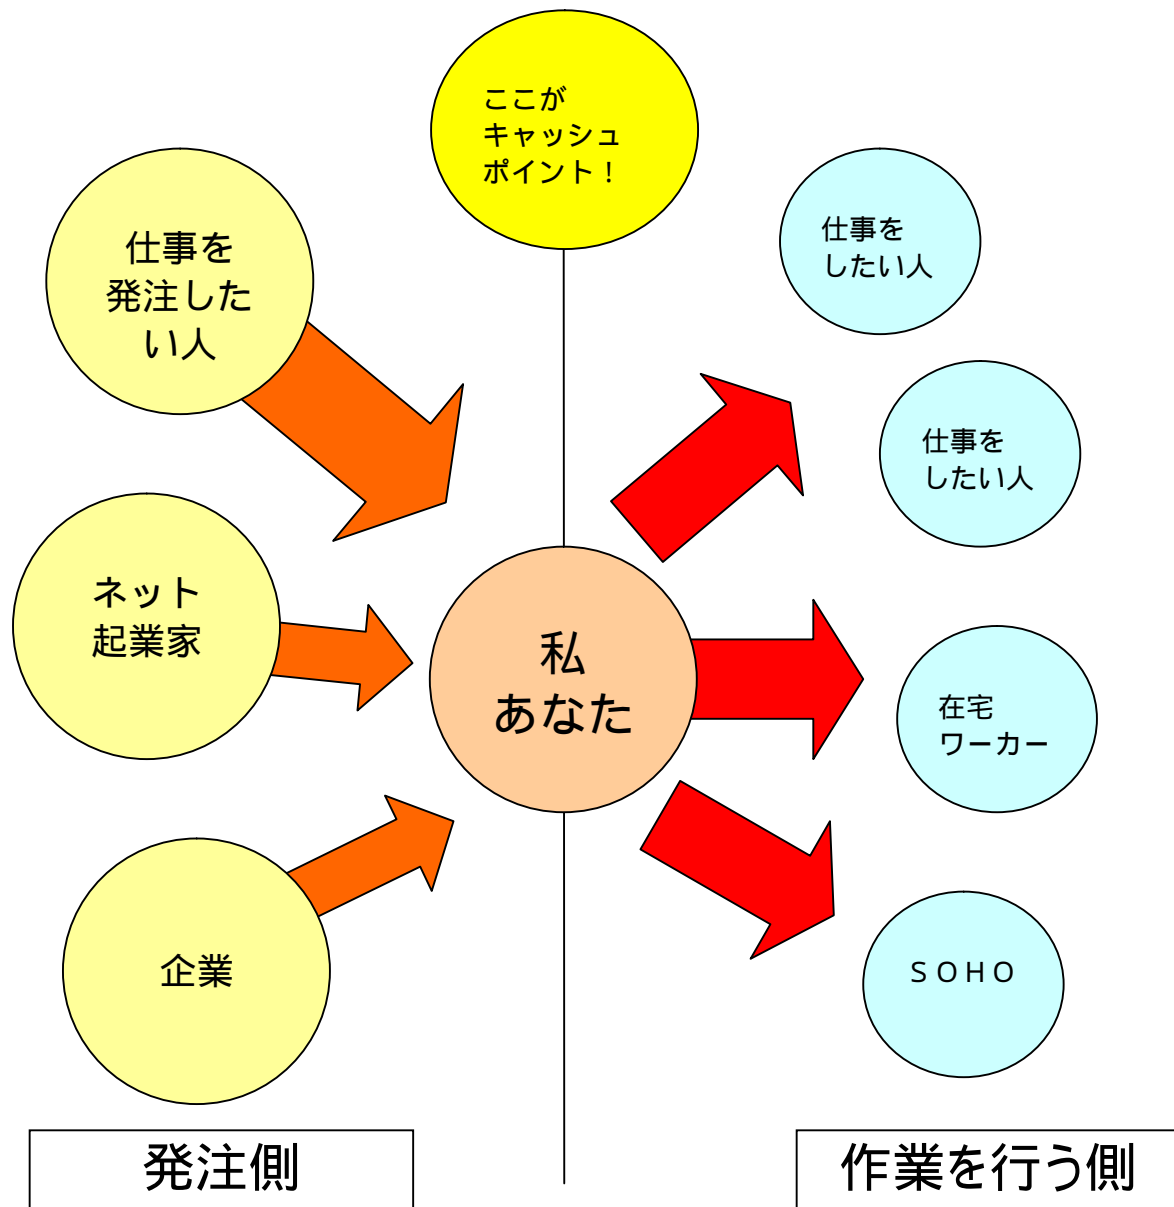 ここが
キャッシュ
ポイント！
仕事を
発注した
い人
ネット
起業家
企業
私
あなた
仕事を
したい人
仕事を
したい人
在宅
ワーカー
ＳＯＨＯ
発注側
作業を行う側